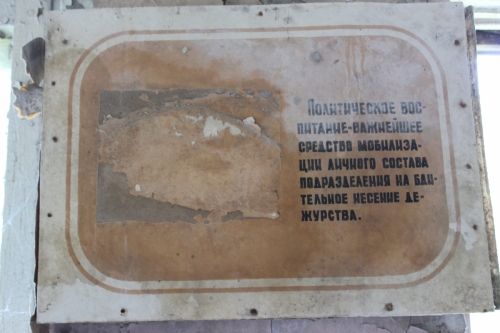 Политическое вос-
питание-важнейшее
средство мобилиза-
ции личного состава
подразделения на бди-
тельное несение де-
журства.